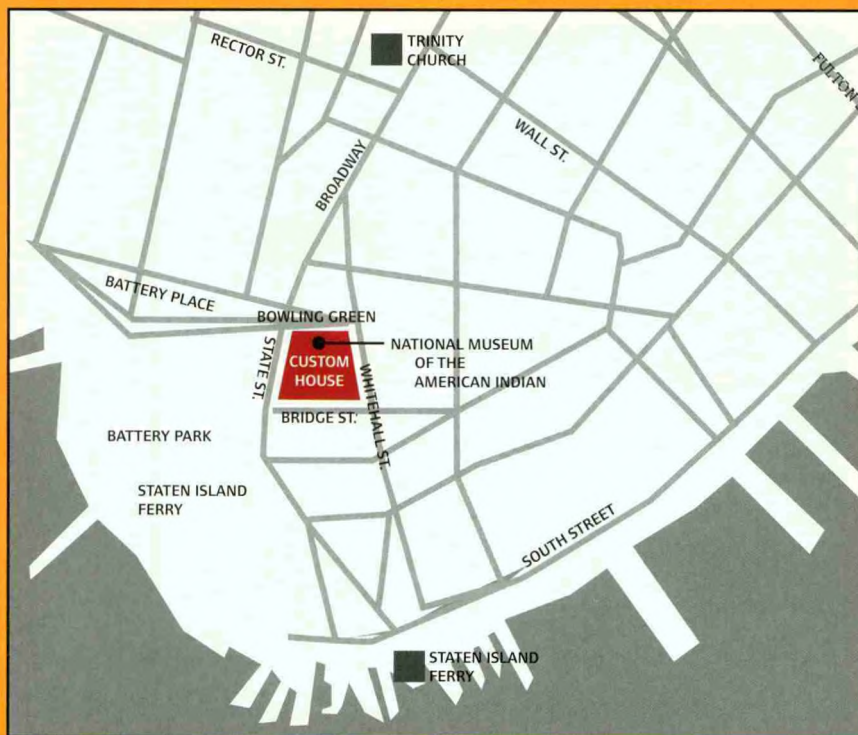 RECTOR ST.
TRINITY
CHURCH
FULTON
WALL ST.
BROADWAY
BATTERY PLACE
BOWLING GREEN
STATE ST.
CUSTOM
HOUSE
NATIONAL MUSEUM
OF THE
AMERICAN INDIAN
WHITEHALL ST.
BRIDGE ST.
BATTERY PARK
STATEN ISLAND
FERRY
SOUTH STREET
STATEN ISLAND
FERRY